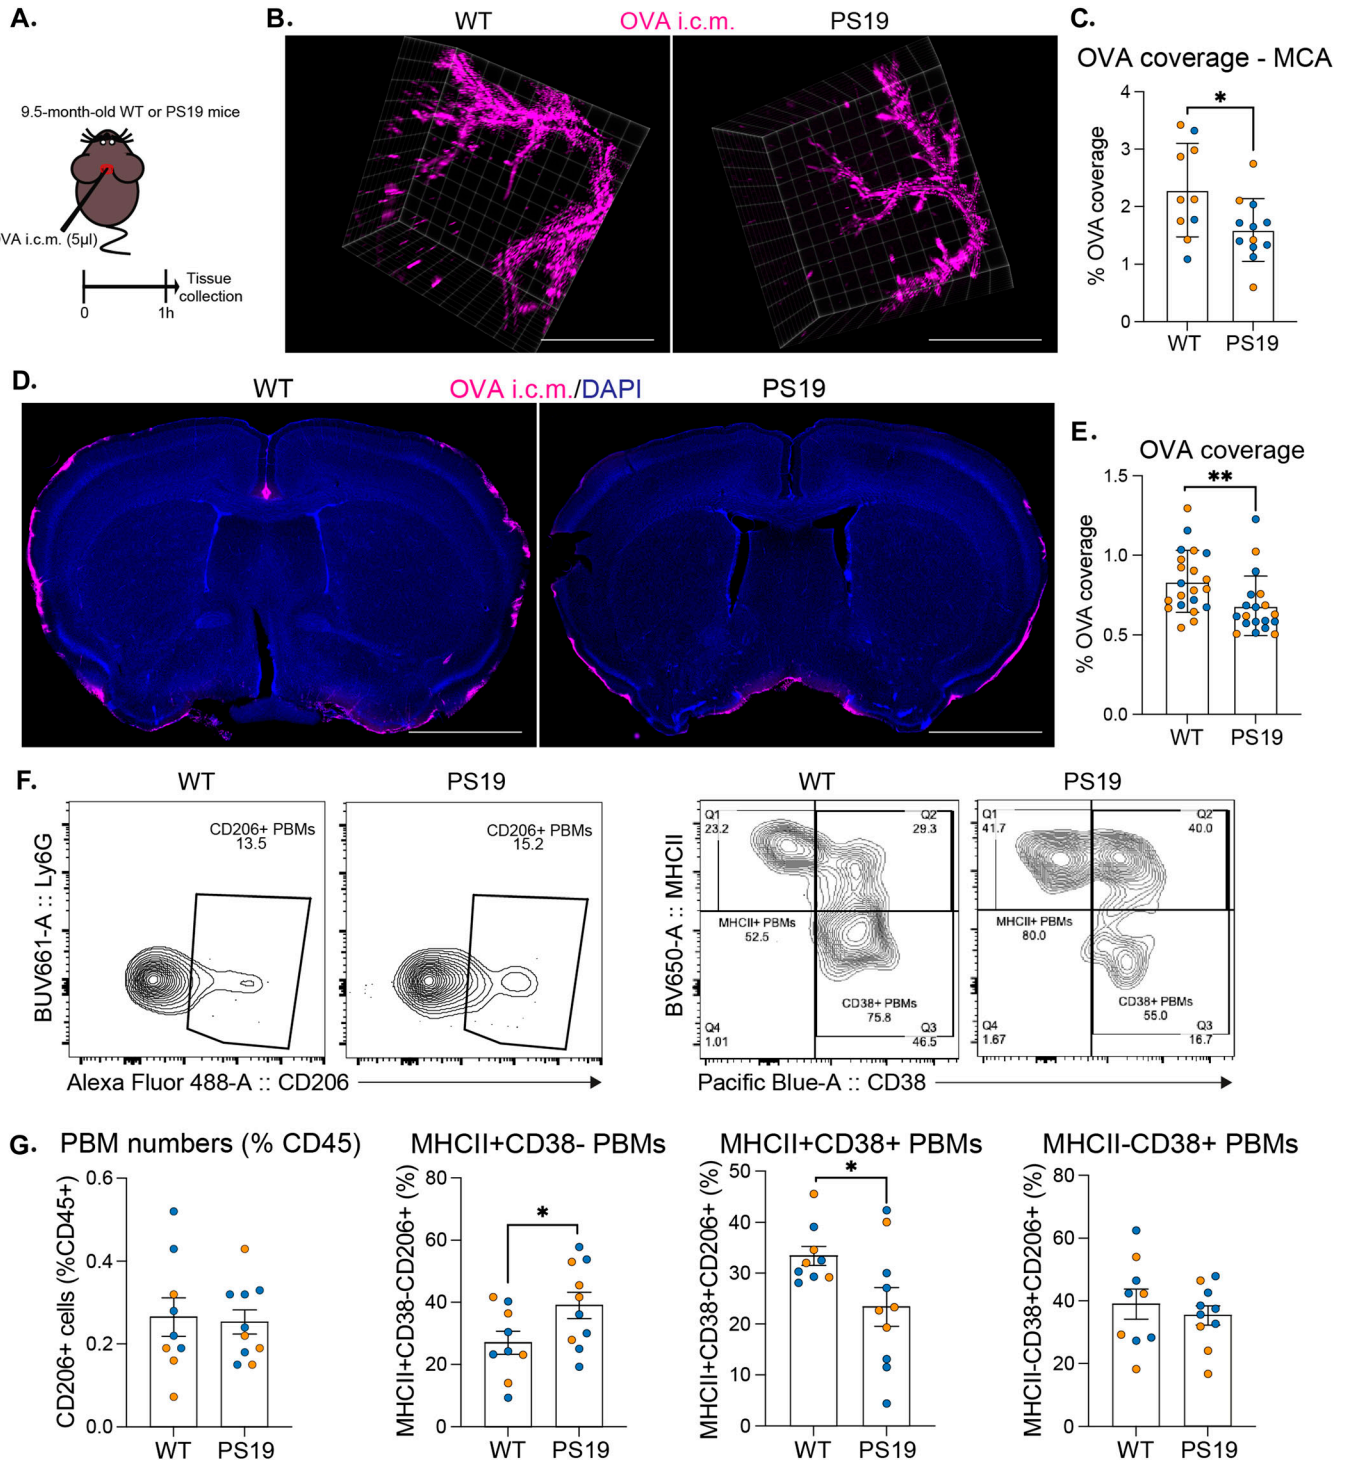 A.
9.5-month-old WT or PS19 mice
OVA i.c.m. (5µl)
0
1h
Tissue
collection
B.
WT
OVA i.c.m.
PS19
C.
OVA coverage - MCA
% OVA coverage
4
3
2
1
0
*
WT
PS19
D.
WT
OVA i.c.m./DAPI
PS19
E.
OVA coverage
% OVA coverage
1.5
1.0
0.5
0.0
**
WT
PS19
F.
WT
PS19
BUV661-A :: Ly6G
CD206+ PBMs
13.5
CD206+ PBMs
15.2
Alexa Fluor 488-A :: CD206
WT
PS19
BV650-A :: MHCII
Q1
23.2
Q2
29.3
MHCII+ PBMs
52.5
CD38+ PBMs
75.8
Q4
1.01
Q3
46.5
Q1
41.7
Q2
40.0
MHCII+ PBMs
80.0
CD38+ PBMs
55.0
Q4
1.67
Q3
16.7
Pacific Blue-A :: CD38
G.
PBM numbers (% CD45)
CD206+ cells (%CD45+)
0.6
0.4
0.2
0.0
WT
PS19
MHCII+CD38- PBMs
MHCII+CD38-CD206+ (%)
80
60
40
20
0
*
WT
PS19
MHCII+CD38+ PBMs
MHCII+CD38+CD206+ (%)
50
40
30
20
10
0
*
WT
PS19
MHCII-CD38+ PBMs
MHCII-CD38+CD206+ (%)
80
60
40
20
0
WT
PS19